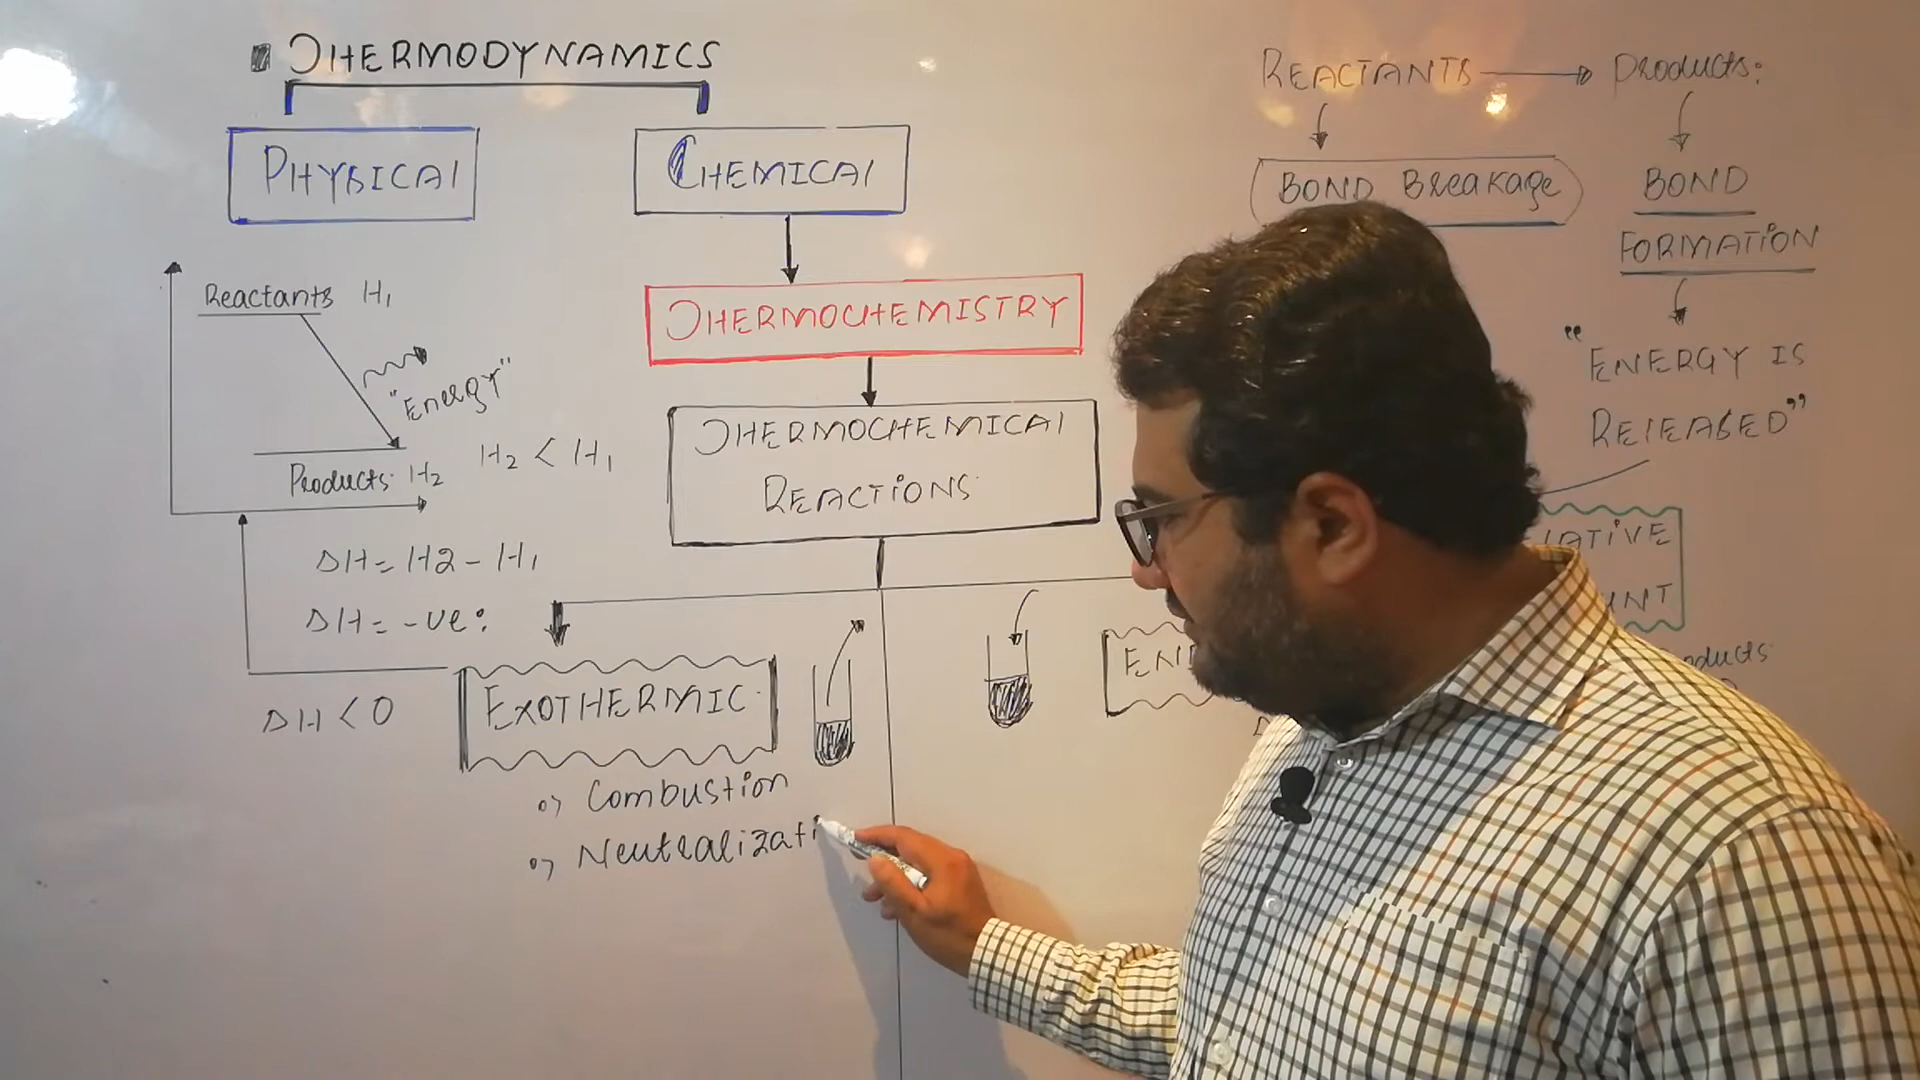 THERMODYNAMICS
PHYSICAL
CHEMICAL
THERMOCHEMISTRY
THERMOCHEMICAL
REACTIONS
Reactants H1
"Energy"
Products: H2
H2 < H1
ΔH = H2 - H1
ΔH = -ve:
ΔH < 0
EXOTHERMIC
o) Combustion
o) Neutralizati
REACTANTS → Products:
BOND Breakage
BOND
FORMATION
"ENERGY IS
RELEASED"